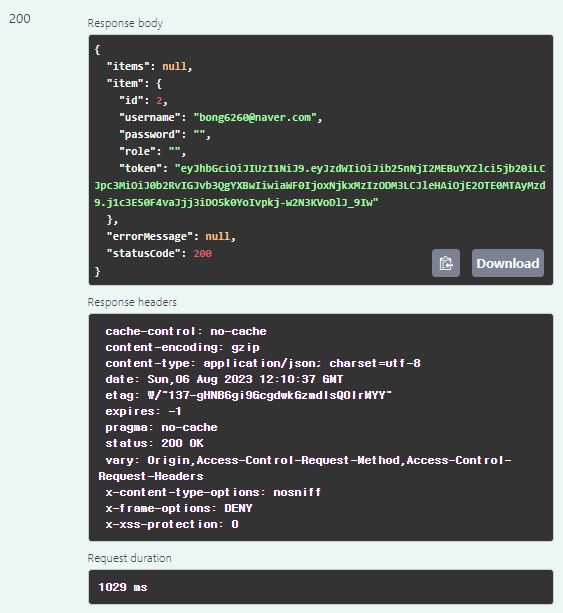 200
Response body
{
"items": null,
"item": {
"id": 2,
"username": "bong6260@naver.com",
"password": "",
"role": "",
"token": "eyJhbGciOiJIUzI1NiJ9.eyJzdWIiOiJib25nNjI2MEBuYXZlci5jb20iLC
Jpc3MiOiJ0b2RvIGJvb3QgYXBwIiwiaWF0IjoxNjkxMzIzODM3LCJleHAiOjE2OTE0MTAyMzd
9.j1c3ES0F4vaJjj3iDO5k0YoIvpkj-w2N3KVoDlJ_9Iw"
},
"errorMessage": null,
"statusCode": 200
}
Download
Response headers
cache-control: no-cache
content-encoding: gzip
content-type: application/json; charset=utf-8
date: Sun,06 Aug 2023 12:10:37 GMT
etag: W/"137-gHNB6gi9GcgdwkGzmdlsQOlrMYY"
expires: -1
pragma: no-cache
status: 200 OK
vary: Origin,Access-Control-Request-Method,Access-Control-
Request-Headers
x-content-type-options: nosniff
x-frame-options: DENY
x-xss-protection: 0
Request duration
1029 ms